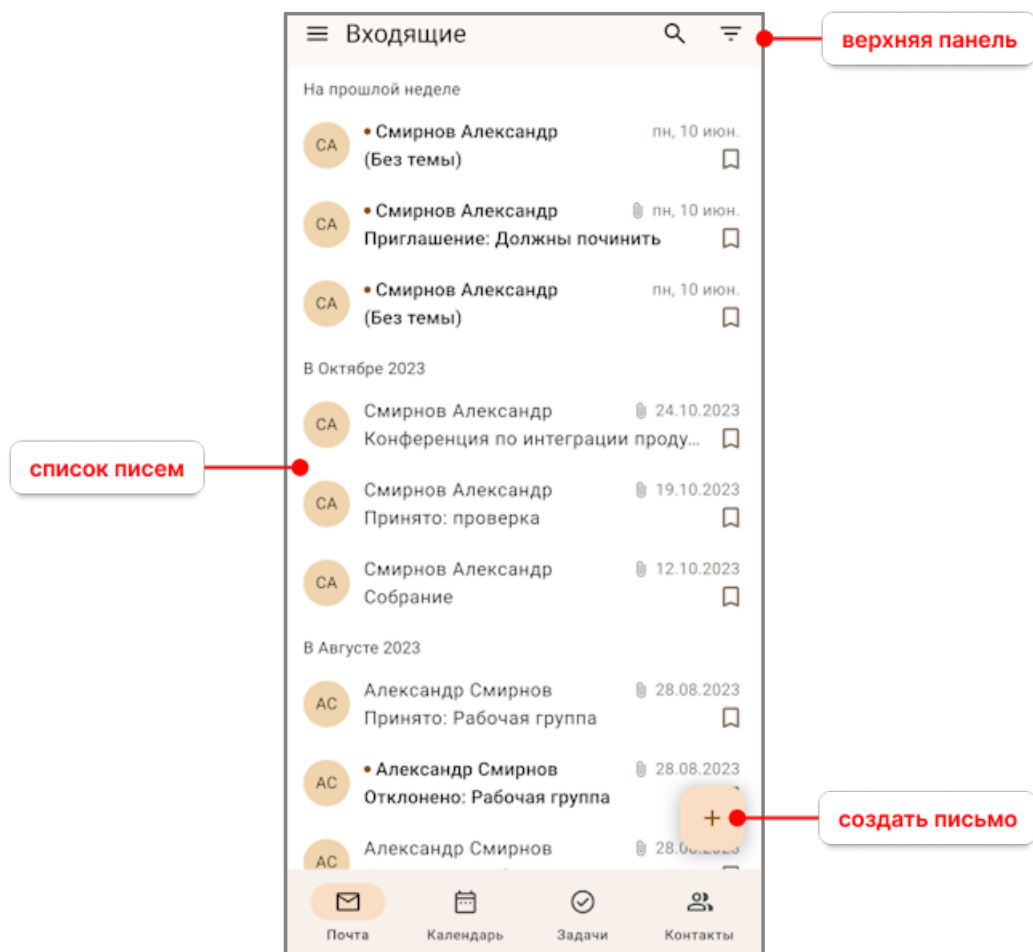 Входящие
верхняя панель
На прошлой неделе
СА
• Смирнов Александр
пн, 10 июн.
(Без темы)
СА
• Смирнов Александр
пн, 10 июн.
Приглашение: Должны починить
СА
• Смирнов Александр
пн, 10 июн.
(Без темы)
В Октябре 2023
СА
Смирнов Александр
24.10.2023
Конференция по интеграции проду...
список писем
СА
Смирнов Александр
19.10.2023
Принято: проверка
СА
Смирнов Александр
12.10.2023
Собрание
В Августе 2023
АС
Александр Смирнов
28.08.2023
Принято: Рабочая группа
АС
• Александр Смирнов
28.08.2023
Отклонено: Рабочая группа
+
создать письмо
АС
Александр Смирнов
Почта
Календарь
Задачи
Контакты